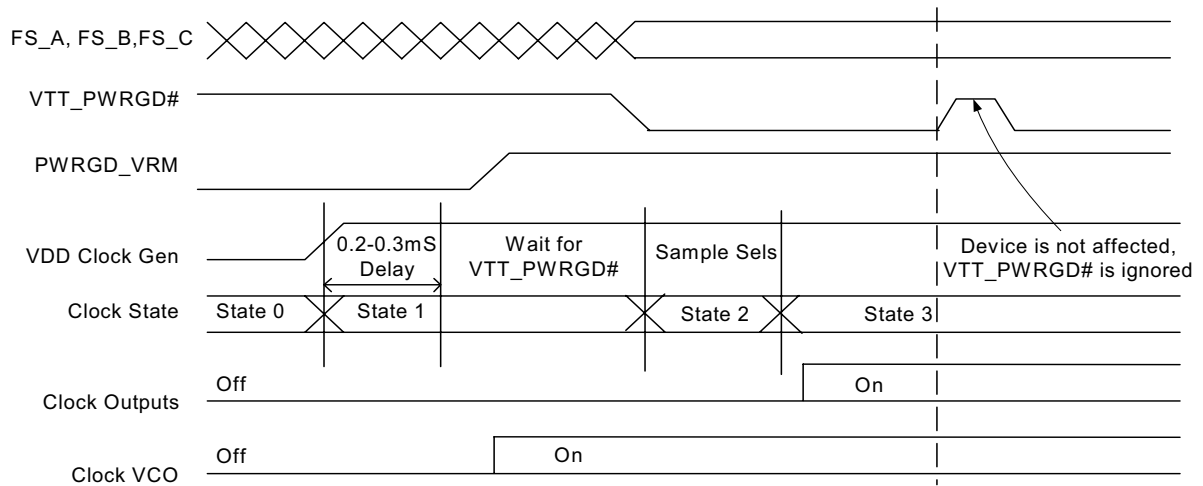 FS_A, FS_B,FS_C
VTT_PWRGD#
PWRGD_VRM
VDD Clock Gen
0.2-0.3mS
Delay
Wait for
VTT_PWRGD#
Sample Sels
Device is not affected,
VTT_PWRGD# is ignored
Clock State
State 0
State 1
State 2
State 3
Clock Outputs
Off
On
Clock VCO
Off
On